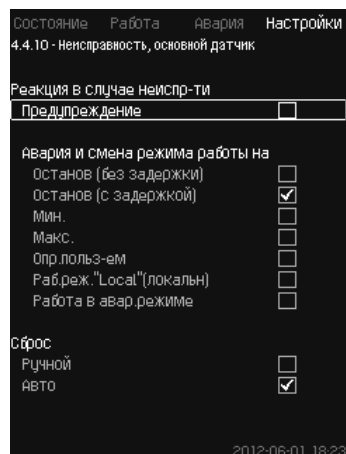 Состояние Работа Авария Настройки
4.4.10 - Неисправность, основной датчик
Реакция в случае неиспр-ти
Предупреждение
Авария и смена режима работы на
Останов (без задержки)
Останов (с задержкой)
Мин.
Макс.
Опр.польз-ем
Раб.реж."Local"(локальн)
Работа в авар.режиме
Сброс
Ручной
Авто
2012-06-01 18:23